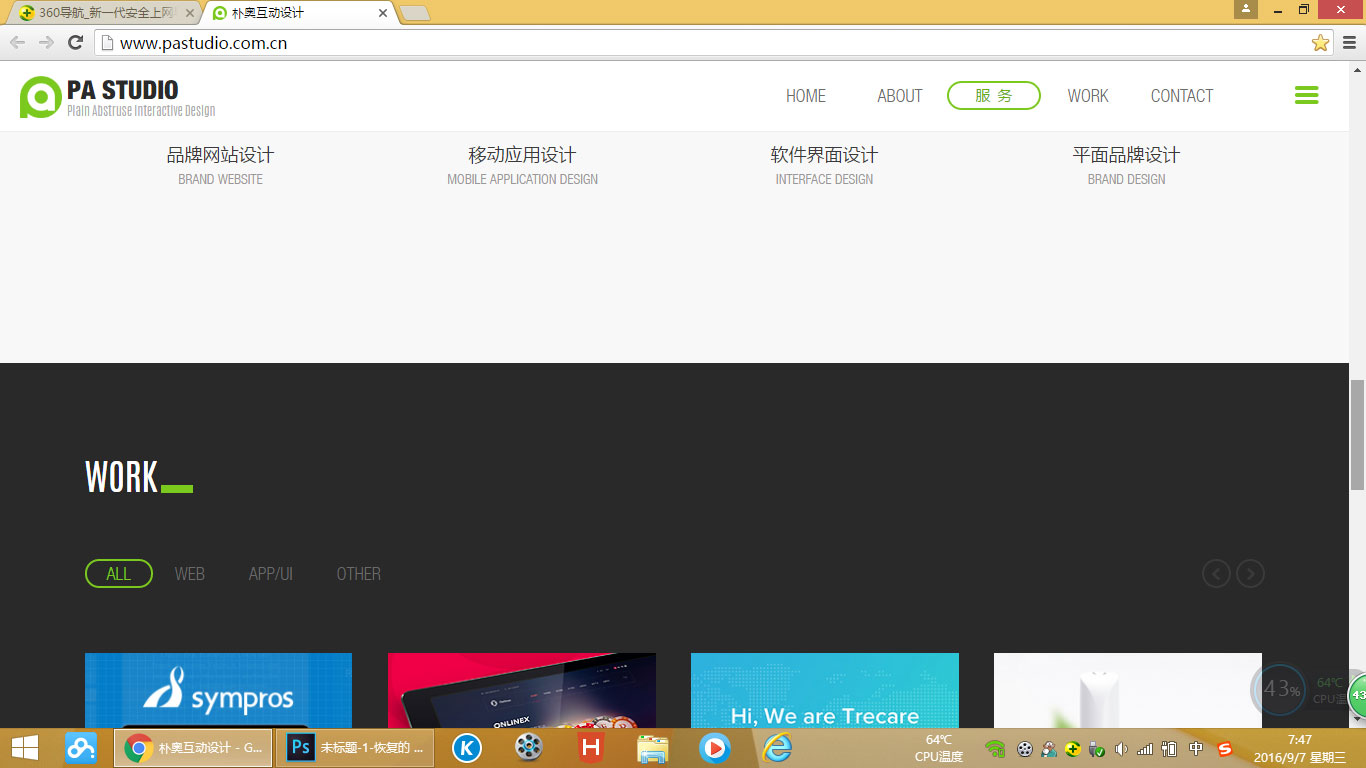 360导航_新一代安全上网
朴奥互动设计
www.pastudio.com.cn
PA STUDIO
Plain Abstruse Interactive Design
HOME
ABOUT
服 务
WORK
CONTACT
品牌网站设计
移动应用设计
软件界面设计
平面品牌设计
BRAND WEBSITE
MOBILE APPLICATION DESIGN
INTERFACE DESIGN
BRAND DESIGN
WORK
ALL
WEB
APP/UI
OTHER
sympros
ONLINEX
Hi, We are Trecare
43%
64℃
CPU温
43
朴奥互动设计 - G...
Ps
未标题-1-恢复的 ...
K
H
64℃
CPU温度
中
S
7:47
2016/9/7 星期三